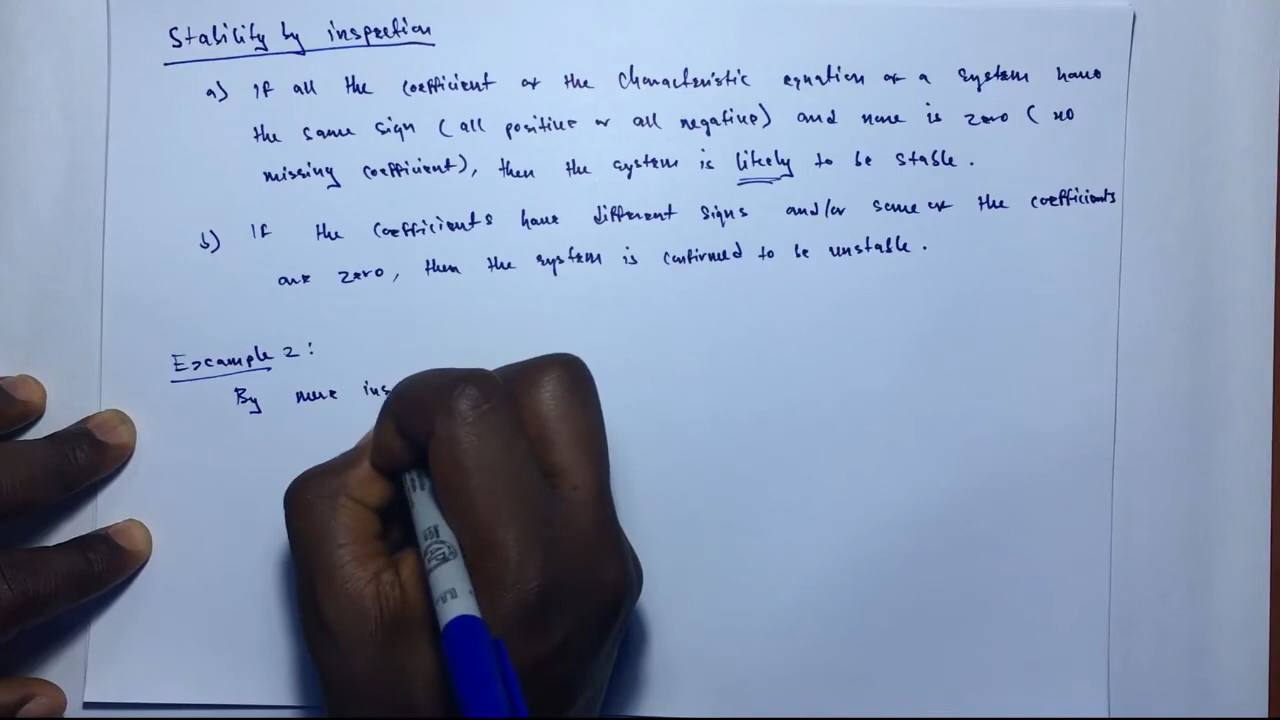 Stability by inspection
a) If all the coefficient of the characteristic equation of a system have
the same sign (all positive or all negative) and none is zero (no
missing coefficient), then the system is likely to be stable.
b) If the coefficients have different signs and/or some of the coefficients
are zero, then the system is confirmed to be unstable.
Example 2:
By mere ins